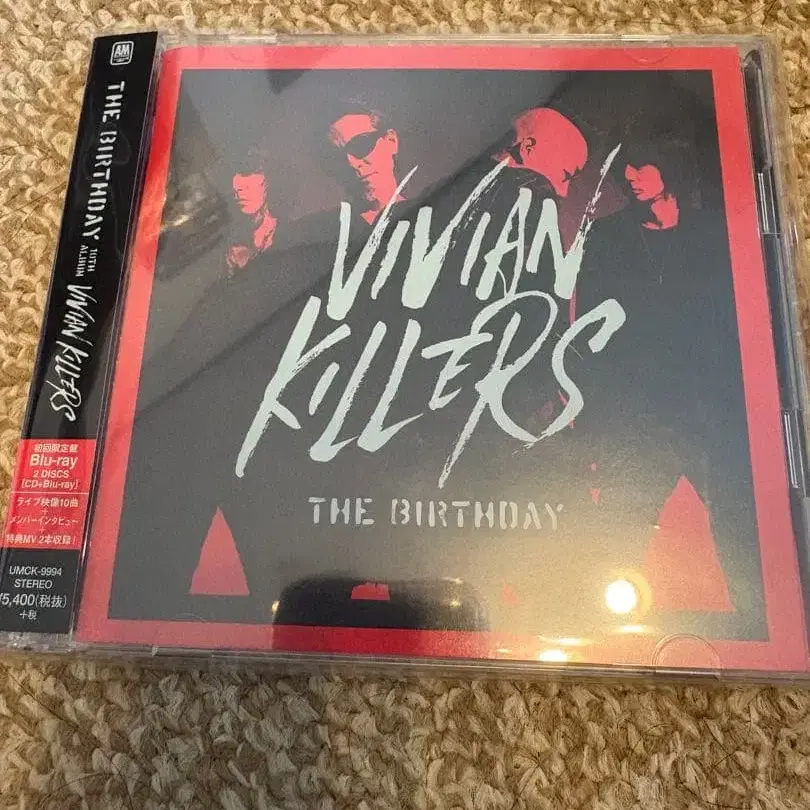 AM
THE BIRTHDAY
10TH
ALBUM
VIVIAN KILLERS
初回限定盤
Blu-ray
2 DISCS
[CD+Blu-ray]
ライブ映像10曲
+
メンバーインタビュー
+
特典MV 2本収録!
UMCK-9994
STEREO
¥5,400(税抜)
+税
VIVIAN
KILLERS
THE BIRTHDAY